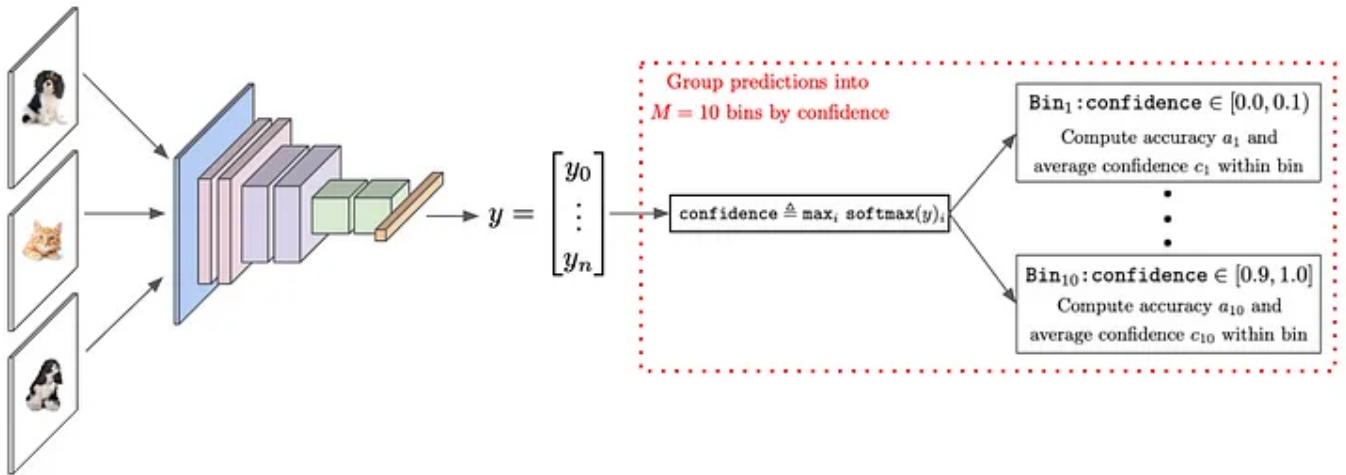 Group predictions into
M = 10 bins by confidence
y =
y₀
⋮
yₙ
confidence ≜ maxᵢ softmax(y)ᵢ
Bin₁:confidence ∈ [0.0, 0.1)
Compute accuracy a₁ and
average confidence c₁ within bin
Bin₁₀:confidence ∈ [0.9, 1.0]
Compute accuracy a₁₀ and
average confidence c₁₀ within bin